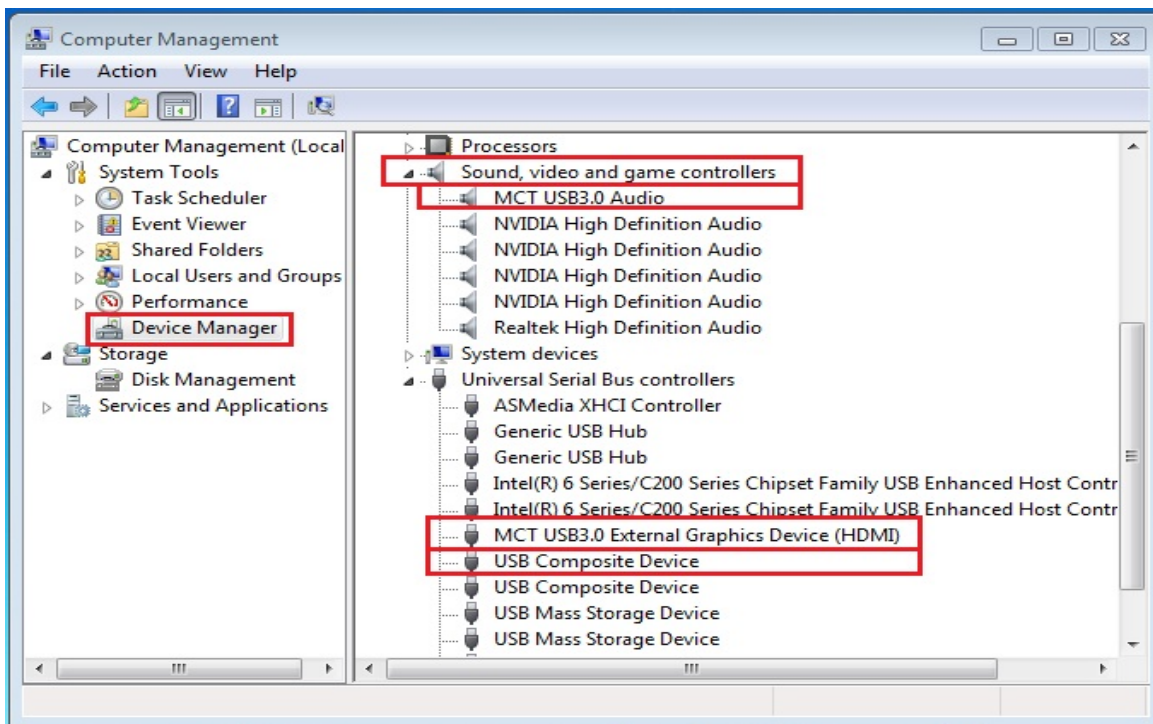 Computer Management
File Action View Help
Computer Management (Local
System Tools
Task Scheduler
Event Viewer
Shared Folders
Local Users and Groups
Performance
Device Manager
Storage
Disk Management
Services and Applications
Processors
Sound, video and game controllers
MCT USB3.0 Audio
NVIDIA High Definition Audio
NVIDIA High Definition Audio
NVIDIA High Definition Audio
NVIDIA High Definition Audio
Realtek High Definition Audio
System devices
Universal Serial Bus controllers
ASMedia XHCI Controller
Generic USB Hub
Generic USB Hub
Intel(R) 6 Series/C200 Series Chipset Family USB Enhanced Host Contr
Intel(R) 6 Series/C200 Series Chipset Family USB Enhanced Host Contr
MCT USB3.0 External Graphics Device (HDMI)
USB Composite Device
USB Composite Device
USB Mass Storage Device
USB Mass Storage Device